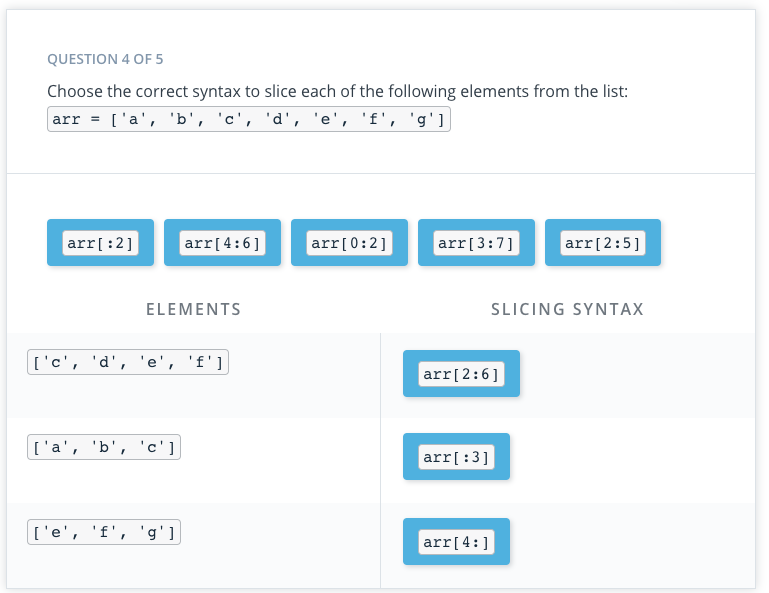 QUESTION 4 OF 5
Choose the correct syntax to slice each of the following elements from the list:
arr = ['a', 'b', 'c', 'd', 'e', 'f', 'g']
arr[:2] arr[4:6] arr[0:2] arr[3:7] arr[2:5]
ELEMENTS SLICING SYNTAX
['c', 'd', 'e', 'f'] arr[2:6]
['a', 'b', 'c'] arr[:3]
['e', 'f', 'g'] arr[4:]